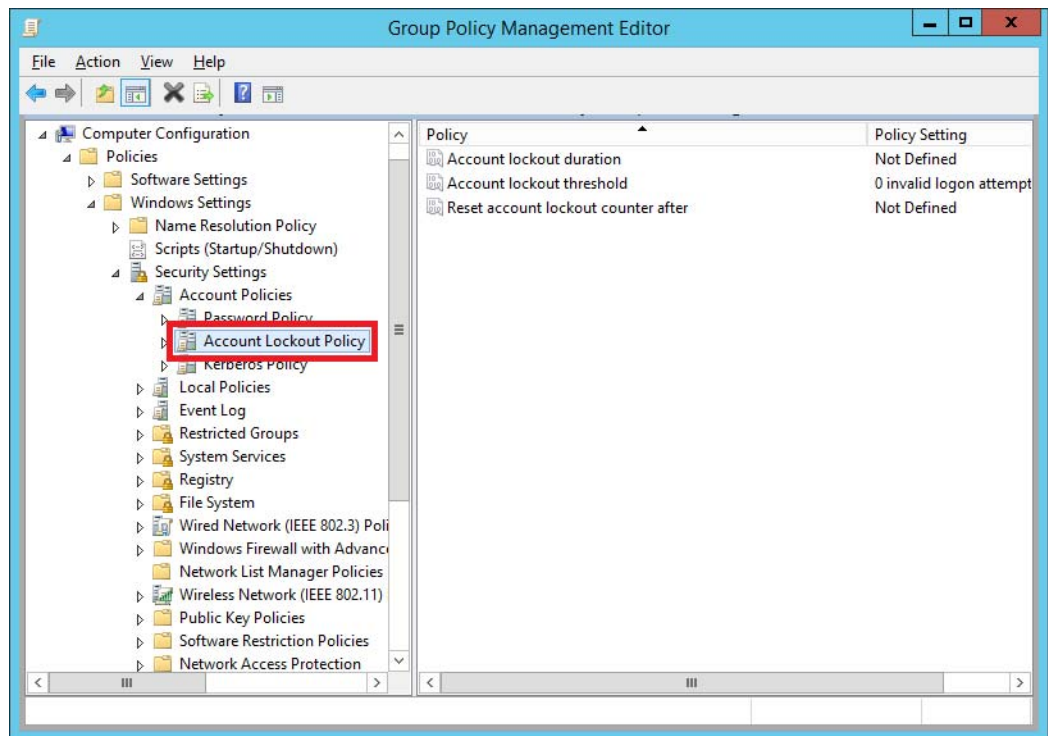 Group Policy Management Editor
File Action View Help
Computer Configuration
Policies
Software Settings
Windows Settings
Name Resolution Policy
Scripts (Startup/Shutdown)
Security Settings
Account Policies
Password Policy
Account Lockout Policy
Kerberos Policy
Local Policies
Event Log
Restricted Groups
System Services
Registry
File System
Wired Network (IEEE 802.3) Poli
Windows Firewall with Advanc
Network List Manager Policies
Wireless Network (IEEE 802.11)
Public Key Policies
Software Restriction Policies
Network Access Protection
Policy Policy Setting
Account lockout duration Not Defined
Account lockout threshold 0 invalid logon attempt
Reset account lockout counter after Not Defined